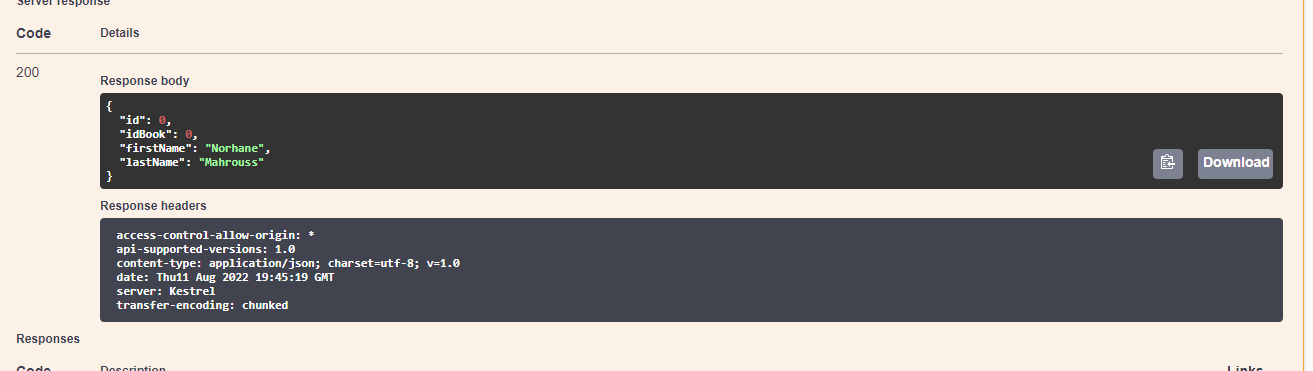 Server response
Code Details
200
Response body
{
"id": 0,
"idBook": 0,
"firstName": "Norhane",
"lastName": "Mahrouss"
}
Download
Response headers
access-control-allow-origin: *
api-supported-versions: 1.0
content-type: application/json; charset=utf-8; v=1.0
date: Thu11 Aug 2022 19:45:19 GMT
server: Kestrel
transfer-encoding: chunked
Responses
Code Description Links